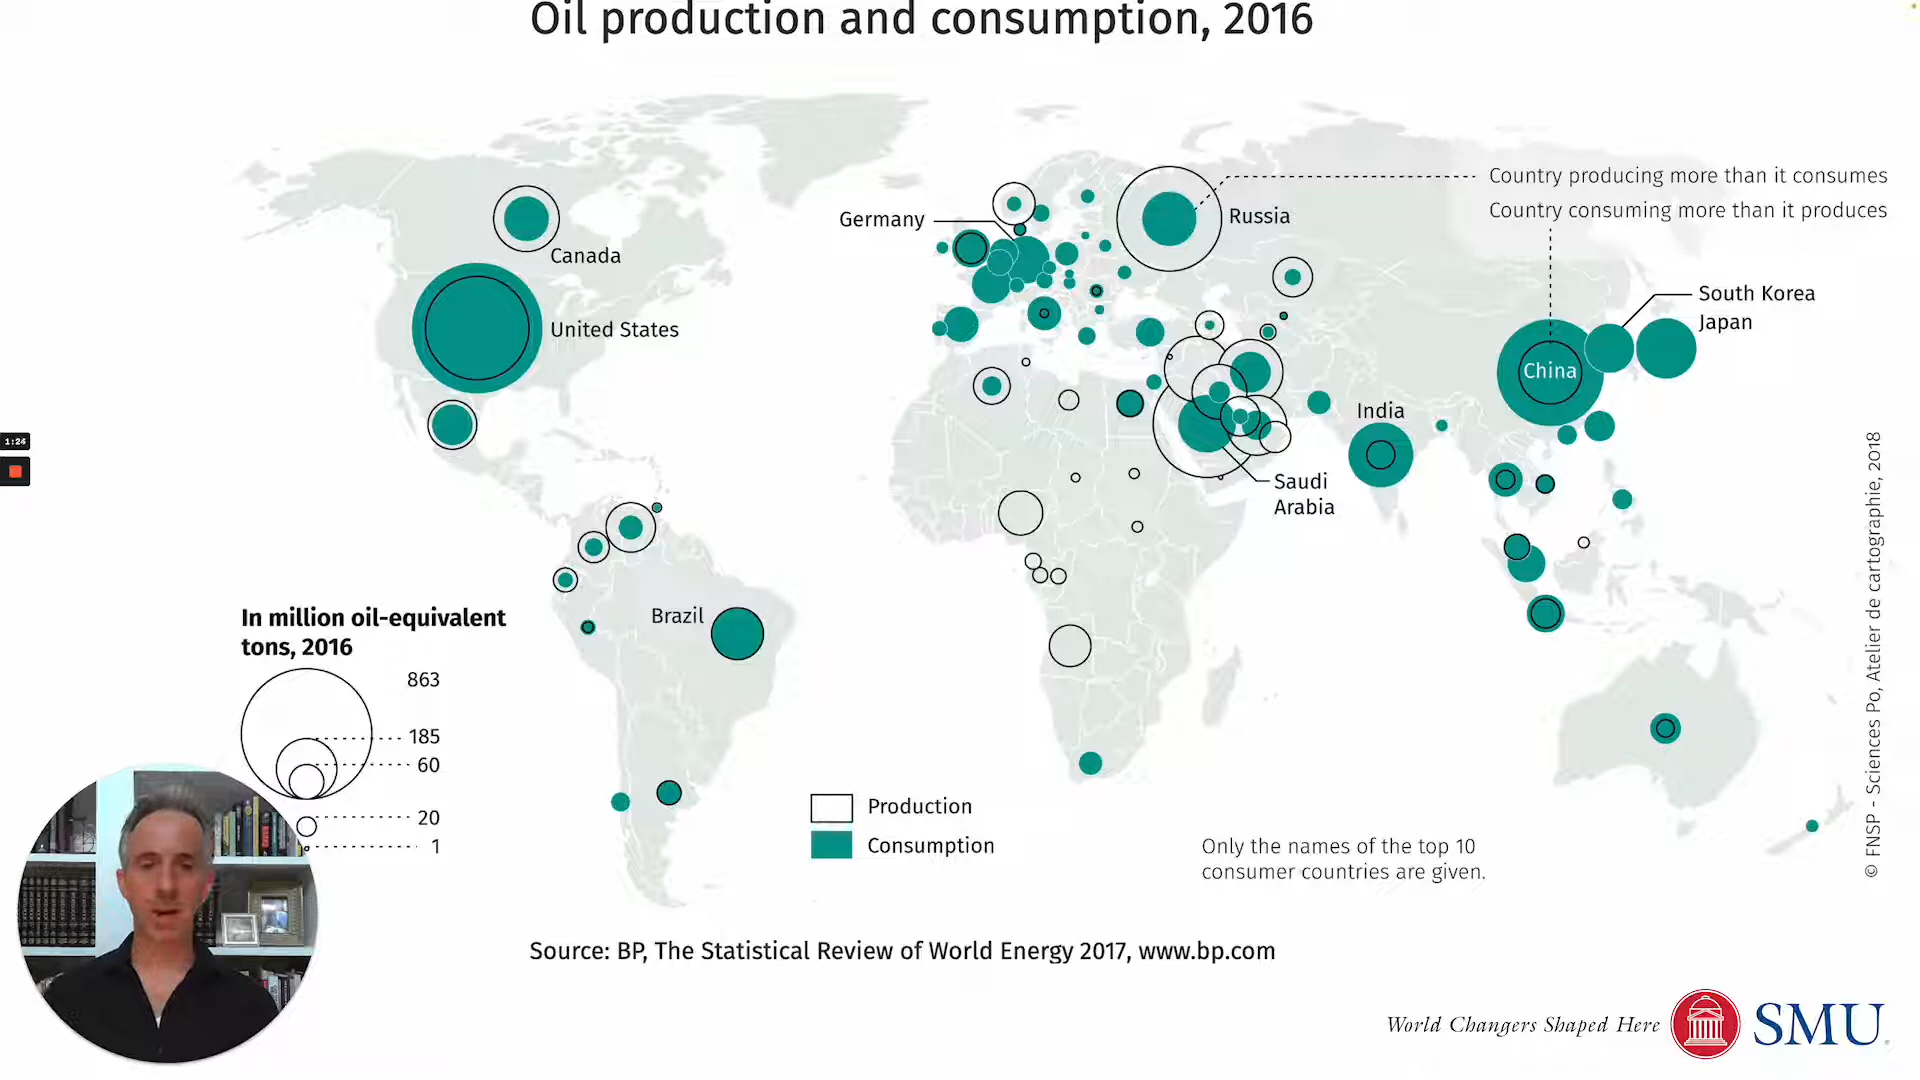 Oil production and consumption, 2016
Country producing more than it consumes
Country consuming more than it produces
Germany
Russia
Canada
United States
South Korea
Japan
China
India
Saudi
Arabia
Brazil
In million oil-equivalent
tons, 2016
863
185
60
20
1
Production
Consumption
Only the names of the top 10
consumer countries are given.
© FNSP - Sciences Po, Atelier de cartographie, 2018
Source: BP, The Statistical Review of World Energy 2017, www.bp.com
1:24
World Changers Shaped Here
SMU